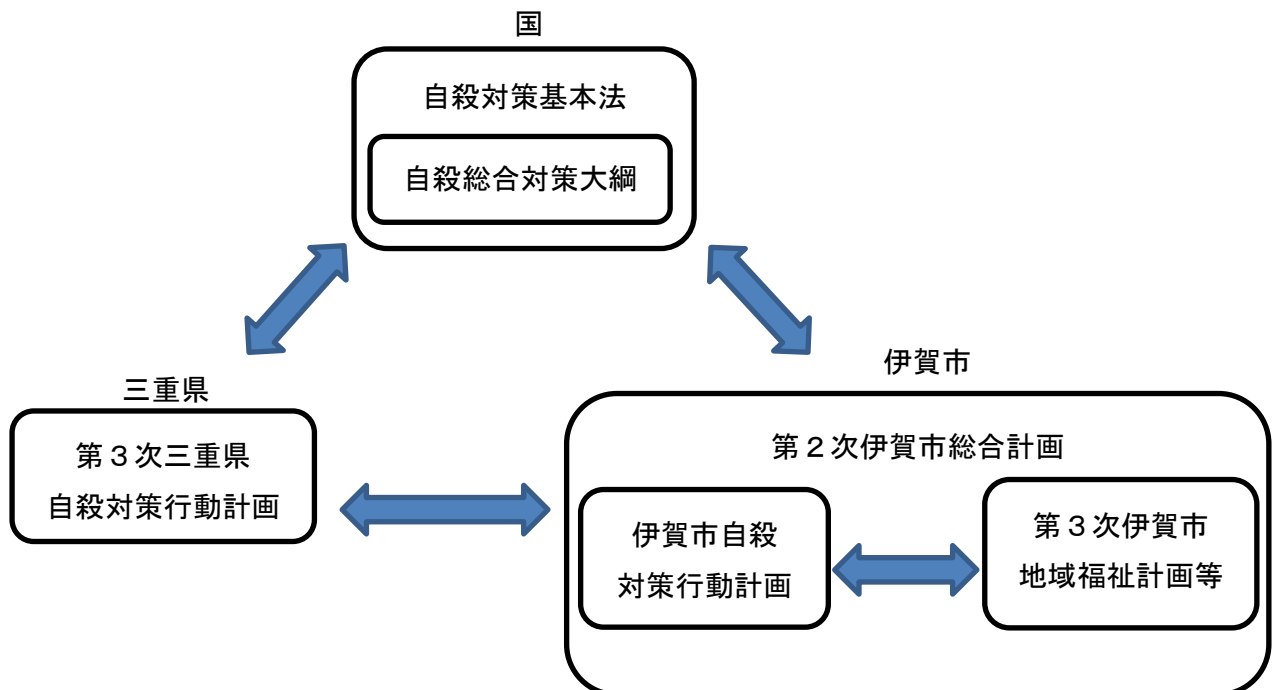 国
自殺対策基本法
自殺総合対策大綱
三重県
第３次三重県
自殺対策行動計画
伊賀市
第２次伊賀市総合計画
伊賀市自殺
対策行動計画
第３次伊賀市
地域福祉計画等